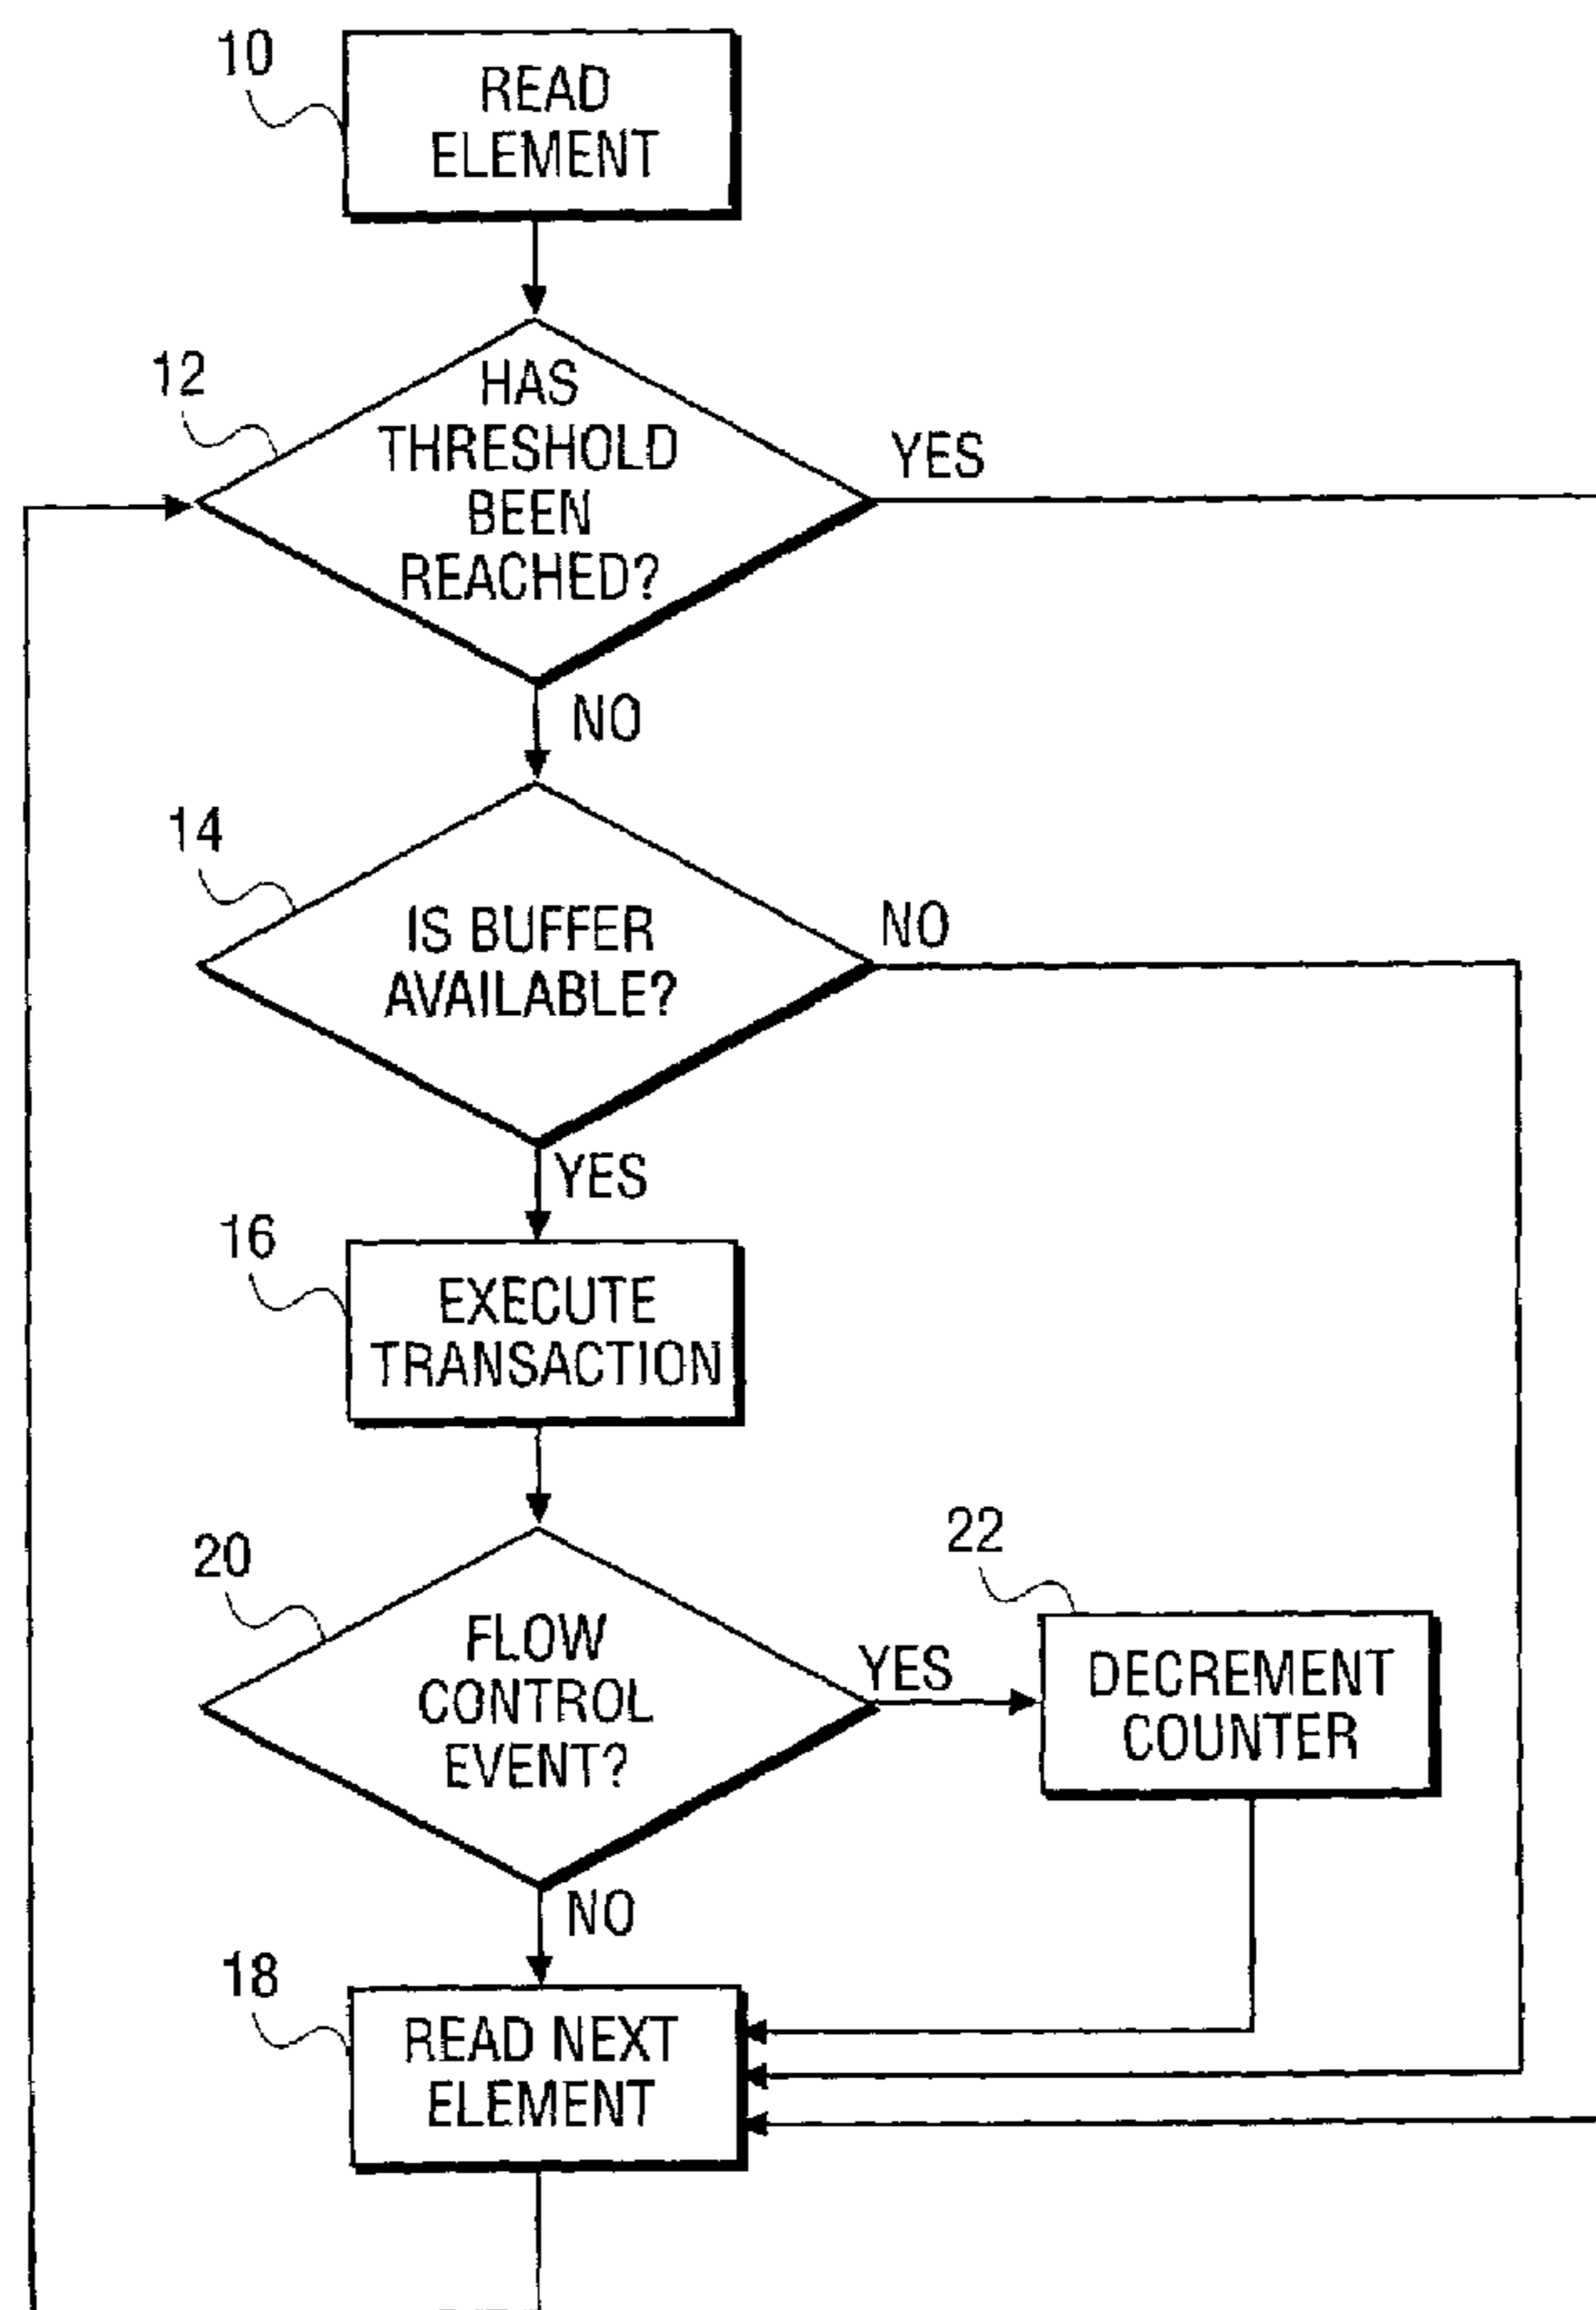 10
READ
ELEMENT
12
HAS
THRESHOLD
BEEN
REACHED?
YES
NO
14
IS BUFFER
AVAILABLE?
NO
YES
16
EXECUTE
TRANSACTION
20
FLOW
CONTROL
EVENT?
YES
22
DECREMENT
COUNTER
NO
18
READ NEXT
ELEMENT